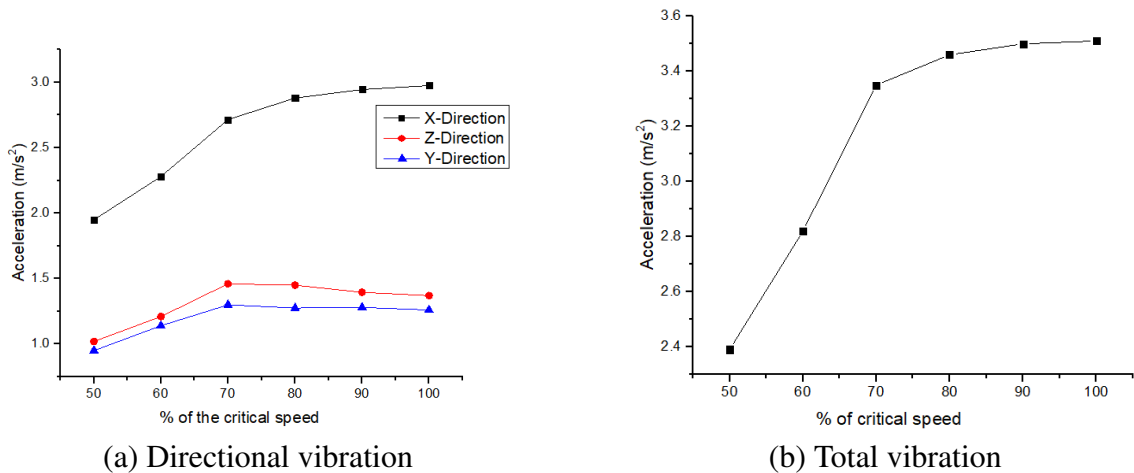 3.0
2.5
2.0
1.5
1.0
Acceleration (m/s²)
X-Direction
Z-Direction
Y-Direction
50 60 70 80 90 100
% of the critical speed
(a) Directional vibration
3.6
3.4
3.2
3.0
2.8
2.6
2.4
Acceleration (m/s²)
50 60 70 80 90 100
% of critical speed
(b) Total vibration